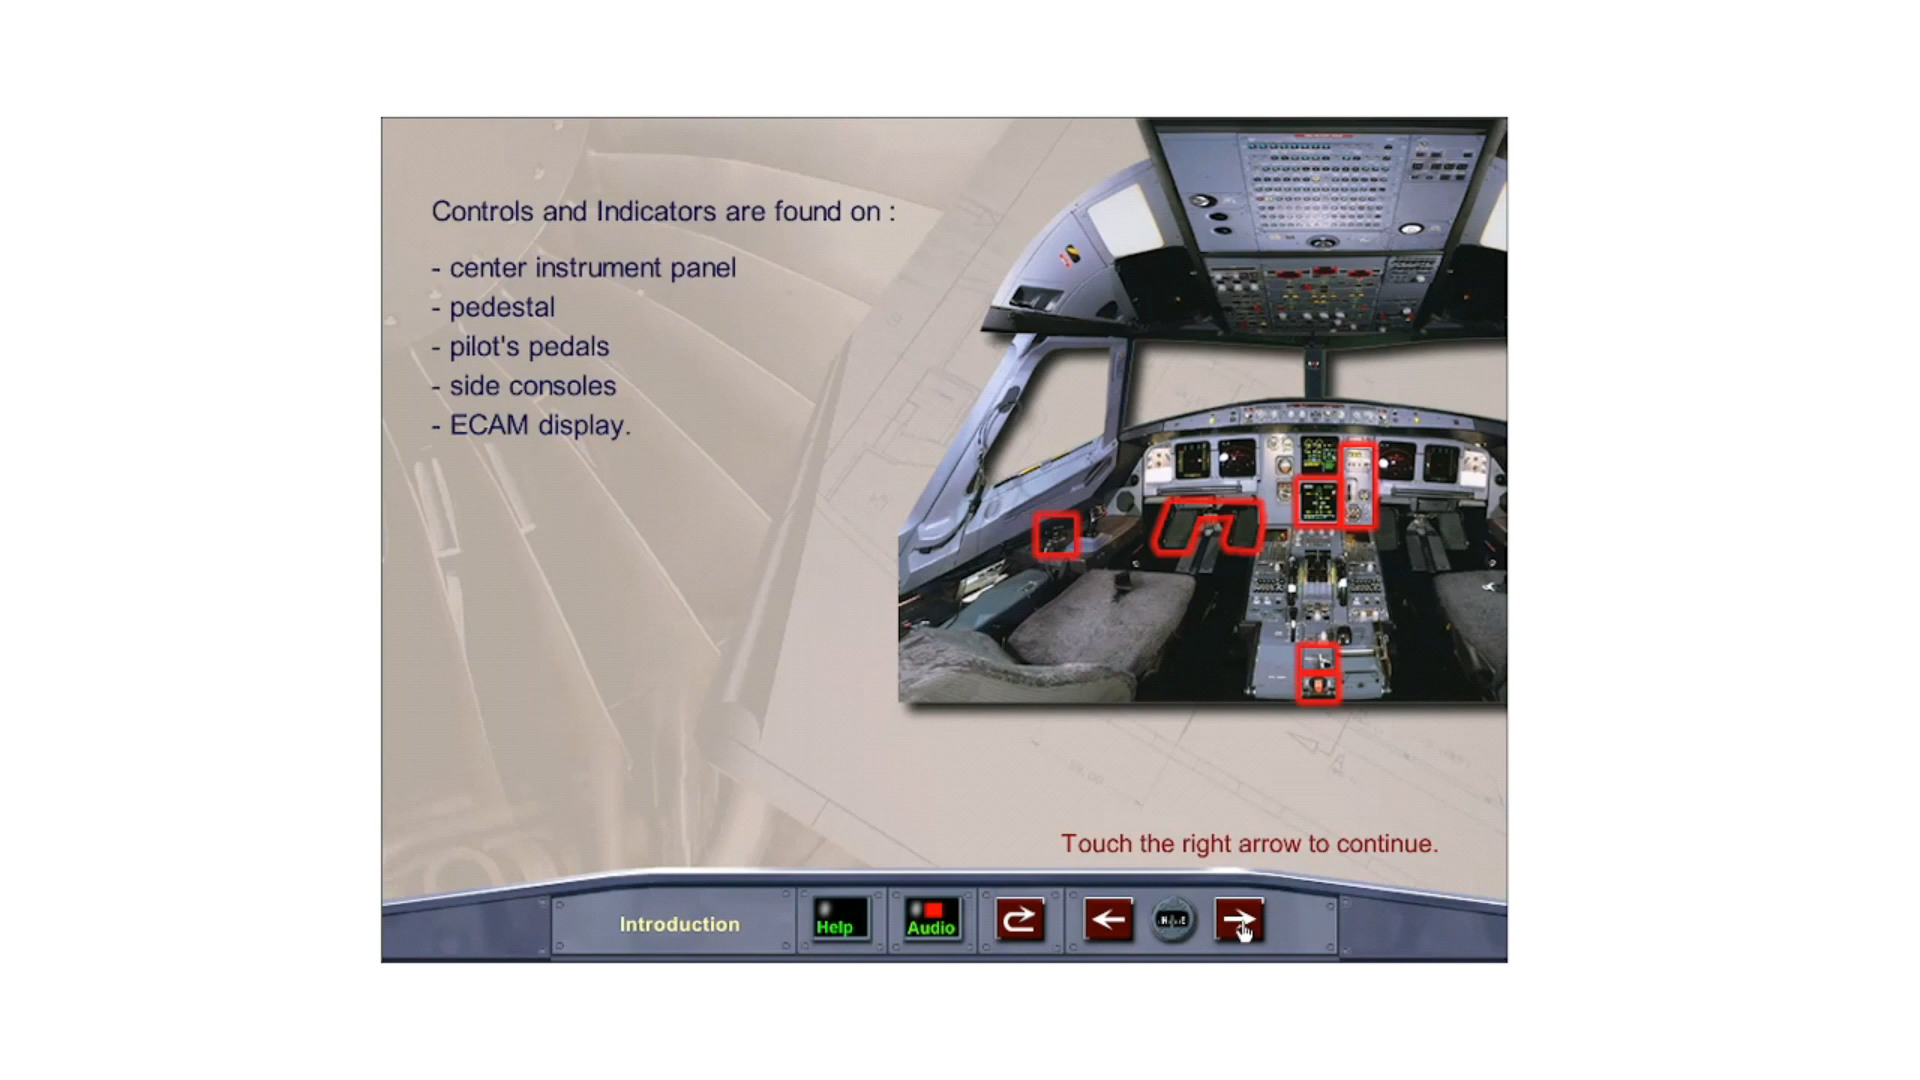 Controls and Indicators are found on :
- center instrument panel
- pedestal
- pilot's pedals
- side consoles
- ECAM display.
Touch the right arrow to continue.
Introduction
Help
Audio